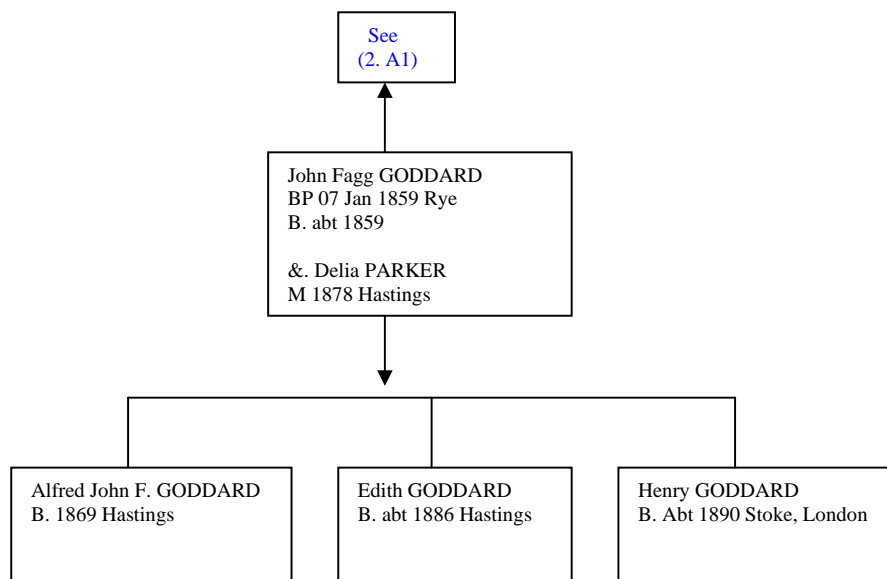 See
(2. A1)
John Fagg GODDARD
BP 07 Jan 1859 Rye
B. abt 1859
&. Delia PARKER
M 1878 Hastings
Alfred John F. GODDARD
B. 1869 Hastings
Edith GODDARD
B. abt 1886 Hastings
Henry GODDARD
B. Abt 1890 Stoke, London